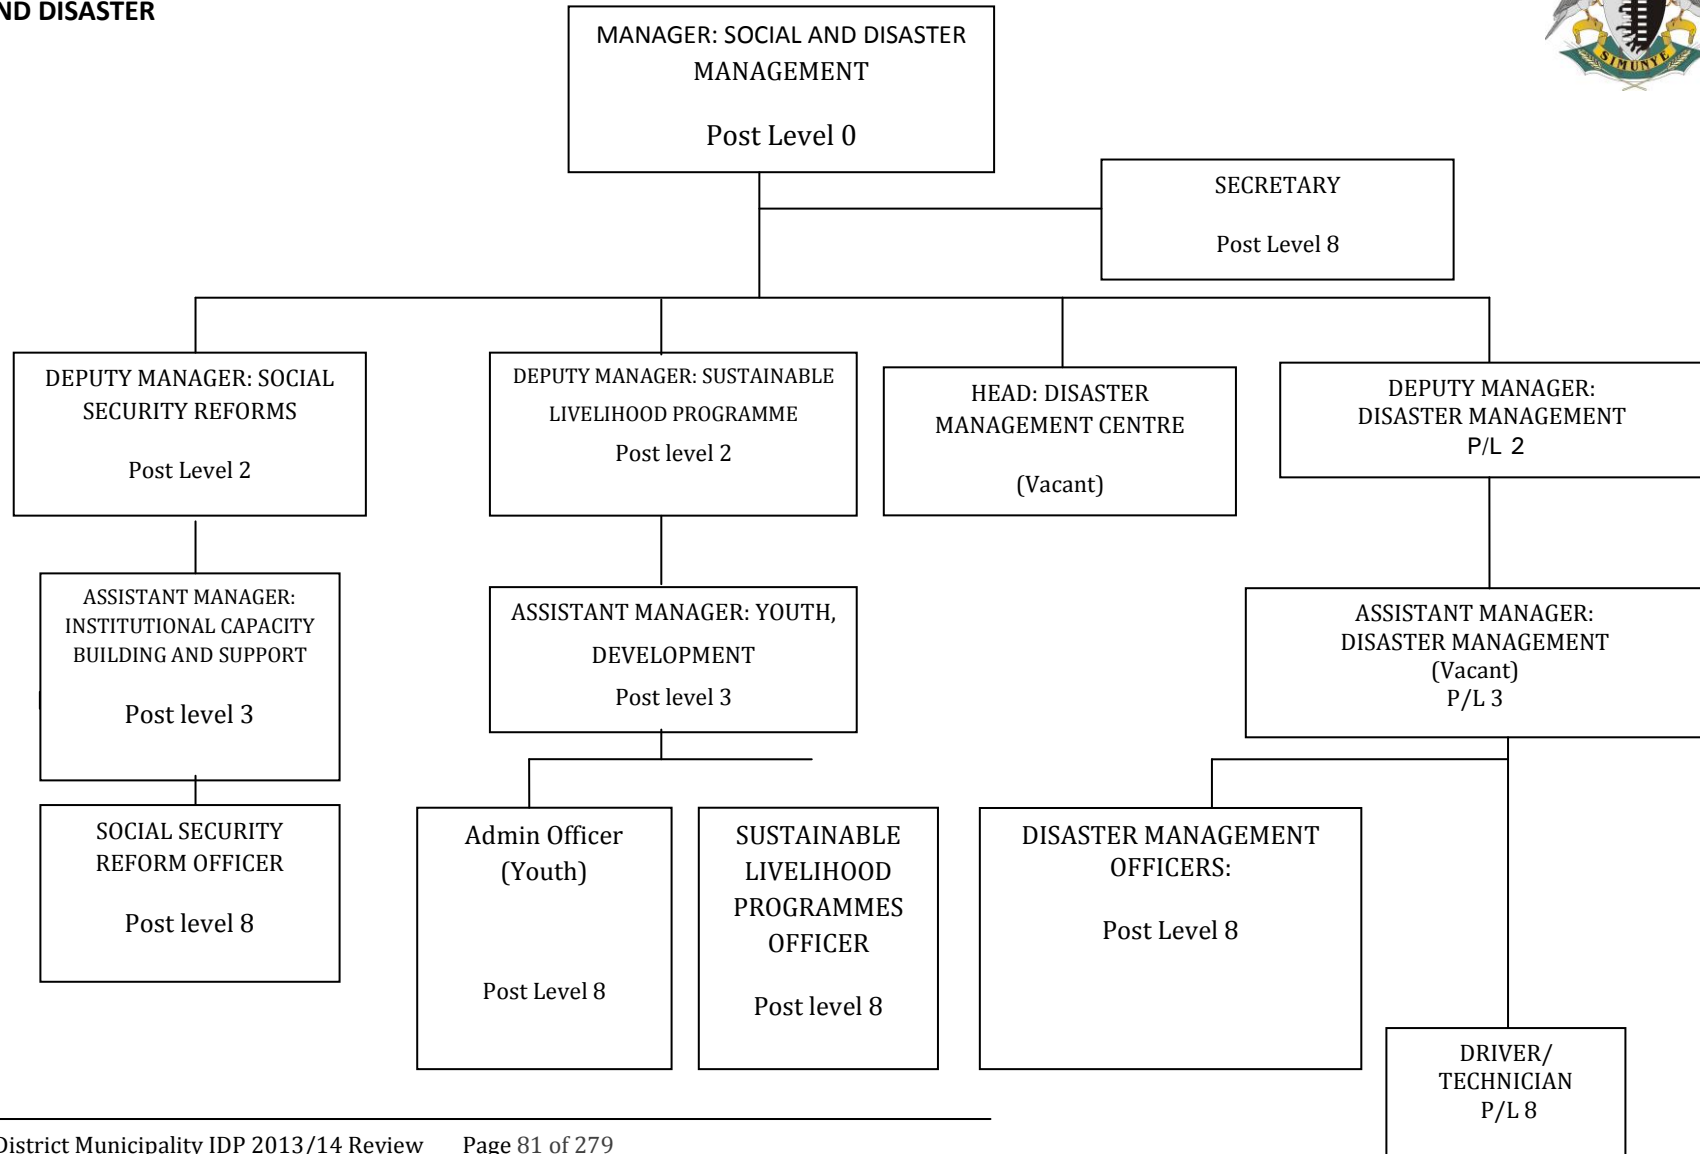 ND DISASTER
MANAGER: SOCIAL AND DISASTER
MANAGEMENT
Post Level 0
SIMUNYE
SECRETARY
Post Level 8
DEPUTY MANAGER: SOCIAL
SECURITY REFORMS
Post Level 2
DEPUTY MANAGER: SUSTAINABLE
LIVELIHOOD PROGRAMME
Post level 2
HEAD: DISASTER
MANAGEMENT CENTRE
(Vacant)
DEPUTY MANAGER:
DISASTER MANAGEMENT
P/L 2
ASSISTANT MANAGER:
INSTITUTIONAL CAPACITY
BUILDING AND SUPPORT
Post level 3
ASSISTANT MANAGER: YOUTH,
DEVELOPMENT
Post level 3
ASSISTANT MANAGER:
DISASTER MANAGEMENT
(Vacant)
P/L 3
SOCIAL SECURITY
REFORM OFFICER
Post level 8
Admin Officer
(Youth)
Post Level 8
SUSTAINABLE
LIVELIHOOD
PROGRAMMES
OFFICER
Post level 8
DISASTER MANAGEMENT
OFFICERS:
Post Level 8
DRIVER/
TECHNICIAN
P/L 8
District Municipality IDP 2013/14 Review Page 81 of 279